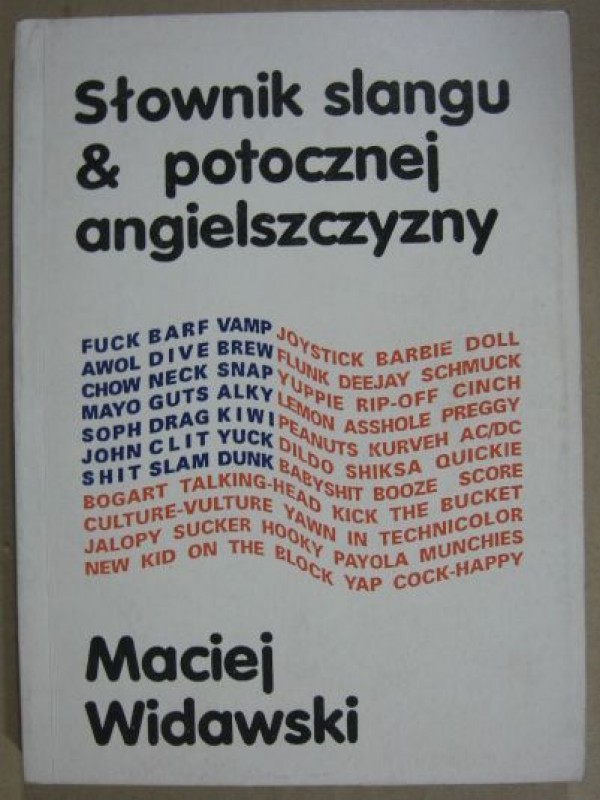 Słownik slangu
& potocznej
angielszczyzny
FUCK BARF VAMP JOYSTICK BARBIE DOLL
AWOL DIVE BREW FLUNK DEEJAY SCHMUCK
CHOW NECK SNAP YUPPIE RIP-OFF CINCH
MAYO GUTS ALKY LEMON ASSHOLE PREGGY
SOPH DRAG KIWI PEANUTS KURVEH AC/DC
JOHN CLIT YUCK DILDO SHIKSA QUICKIE
SHIT SLAM DUNK BABYSHIT BOOZE SCORE
BOGART TALKING-HEAD KICK THE BUCKET
CULTURE-VULTURE YAWN IN TECHNICOLOR
JALOPY SUCKER HOOKY PAYOLA MUNCHIES
NEW KID ON THE BLOCK YAP COCK-HAPPY
Maciej
Widawski